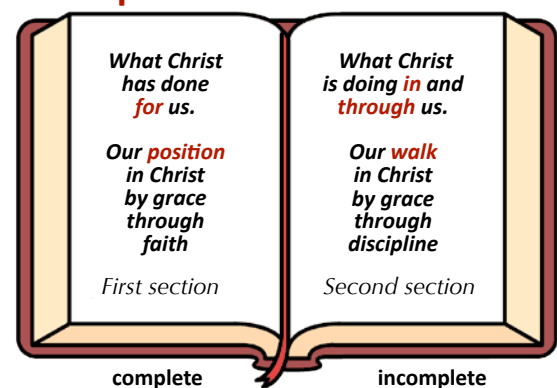 What Christ
has done
for us.
Our position
in Christ
by grace
through
faith
First section
What Christ
is doing in and
through us.
Our walk
in Christ
by grace
through
discipline
Second section
complete
incomplete